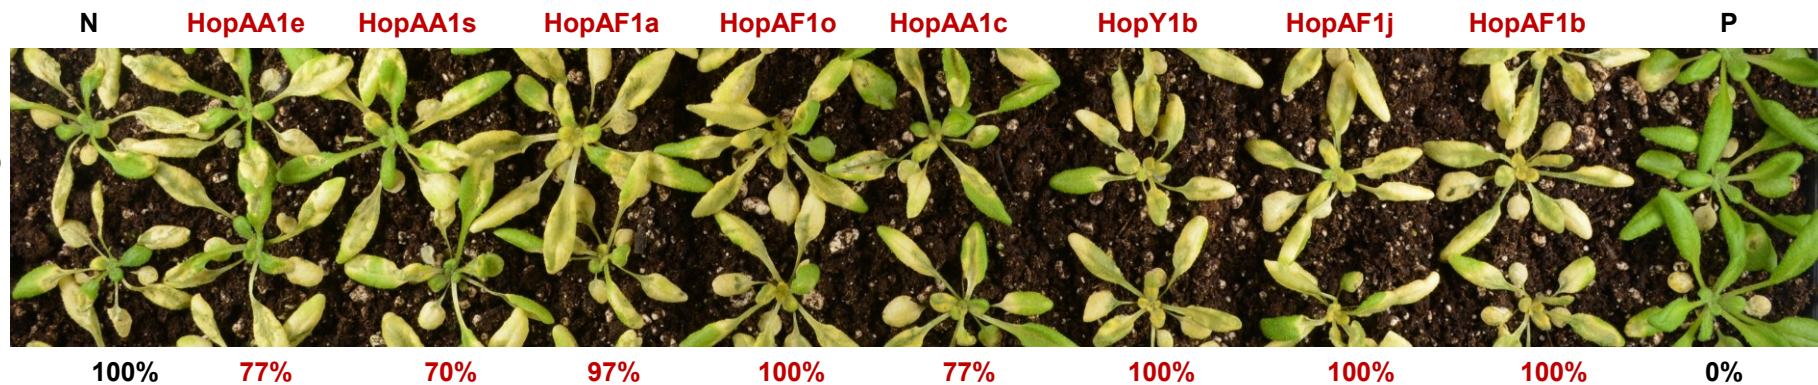 N HopAA1e HopAA1s HopAF1a HopAF1o HopAA1c HopY1b HopAF1j HopAF1b P
100% 77% 70% 97% 100% 77% 100% 100% 100% 0%